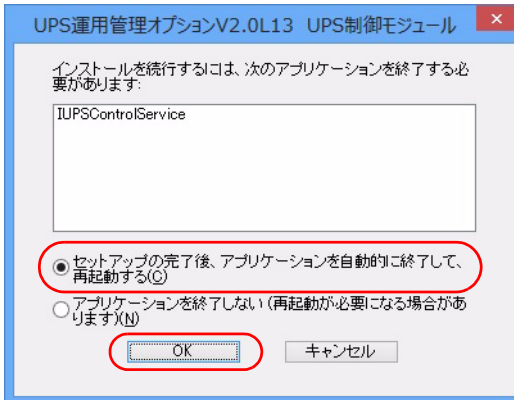 UPS運用管理オプションV2.0L13 UPS制御モジュール
インストールを続行するには、次のアプリケーションを終了する必
要があります:
IUPSControlService
セットアップの完了後、アプリケーションを自動的に終了して、
再起動する(C)
アプリケーションを終了しない (再起動が必要になる場合があ
ります)(N)
OK
キャンセル